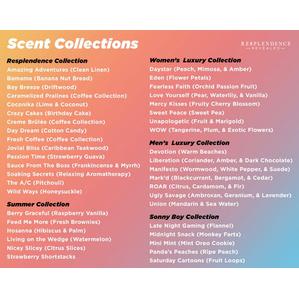 Scent Collections
RESPLENDENCE
REVEALED
Resplendence Collection
Amazing Adventures (Clean Linen)
Bamama (Banana Nut Bread)
Bay Breeze (Driftwood)
Caramelized Pralines (Coffee Collection)
Coconika (Lime & Coconut)
Crazy Cakes (Birthday Cake)
Creme Brûlée (Coffee Collection)
Day Dream (Cotton Candy)
Fresh Coffee (Coffee Collection)
Jovial Bliss (Caribbean Teakwood)
Passion Time (Strawberry Guava)
Sauce From The Boss (Frankincense & Myrrh)
Soaking Secrets (Relaxing Aromatherapy)
The A/C (Patchouli)
Wild Ways (Honeysuckle)
Summer Collection
Berry Graceful (Raspberry Vanilla)
Feed Me More (Fresh Brownies)
Hosanna (Hibiscus & Palm)
Living on the Wedge (Watermelon)
Nicey Slicey (Citrus Slices)
Strawberry Shortstacks
Women's Luxury Collection
Daystar (Peach, Mimosa, & Amber)
Eden (Flower Petals)
Fearless Faith (Orchid Passion Fruit)
Love Yourself (Pear, Waterlily, & Vanilla)
Mercy Kisses (Fruity Cherry Blossom)
Sweet Peace (Sweet Pea)
Unapologetic (Fruit & Marigold)
WOW (Tangerine, Plum, & Exotic Flowers)
Men's Luxury Collection
Devotion (Warm Beaches)
Liberation (Coriander, Amber, & Dark Chocolate)
Manifesto (Wormwood, White Pepper, & Suede)
Mark'd (Blackcurrant, Bergamot, & Cedar)
ROAR (Citrus, Cardamom, & Fir)
Ugly Savage (Ambroxan, Geranium, & Lavender)
Union (Mandarin & Sea Water)
Sonny Boy Collection
Late Night Gaming (Flannel)
Midnight Snack (Monkey Farts)
Mini Mint (Mint Oreo Cookie)
Panda's Peaches (Ripe Peach)
Saturday Cartoons (Fruit Loops)